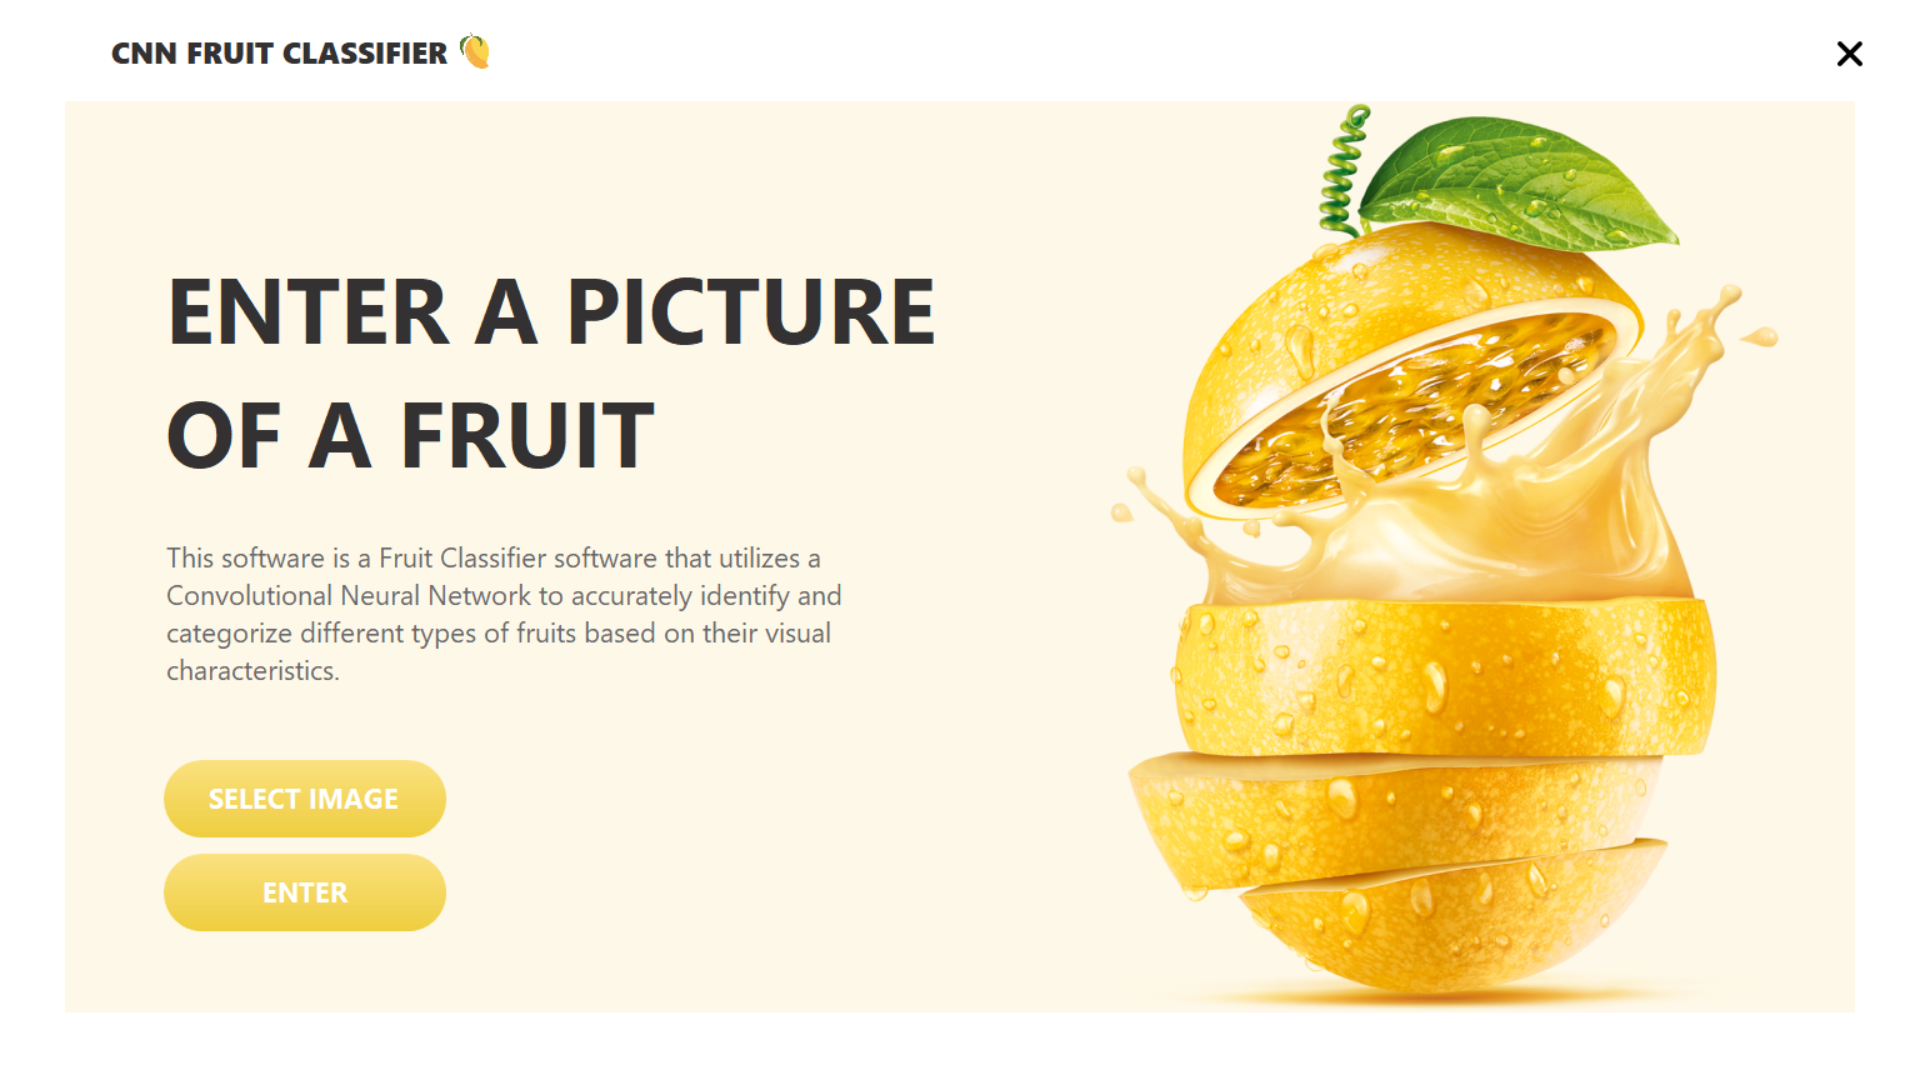 CNN FRUIT CLASSIFIER
ENTER A PICTURE
OF A FRUIT
This software is a Fruit Classifier software that utilizes a
Convolutional Neural Network to accurately identify and
categorize different types of fruits based on their visual
characteristics.
SELECT IMAGE
ENTER